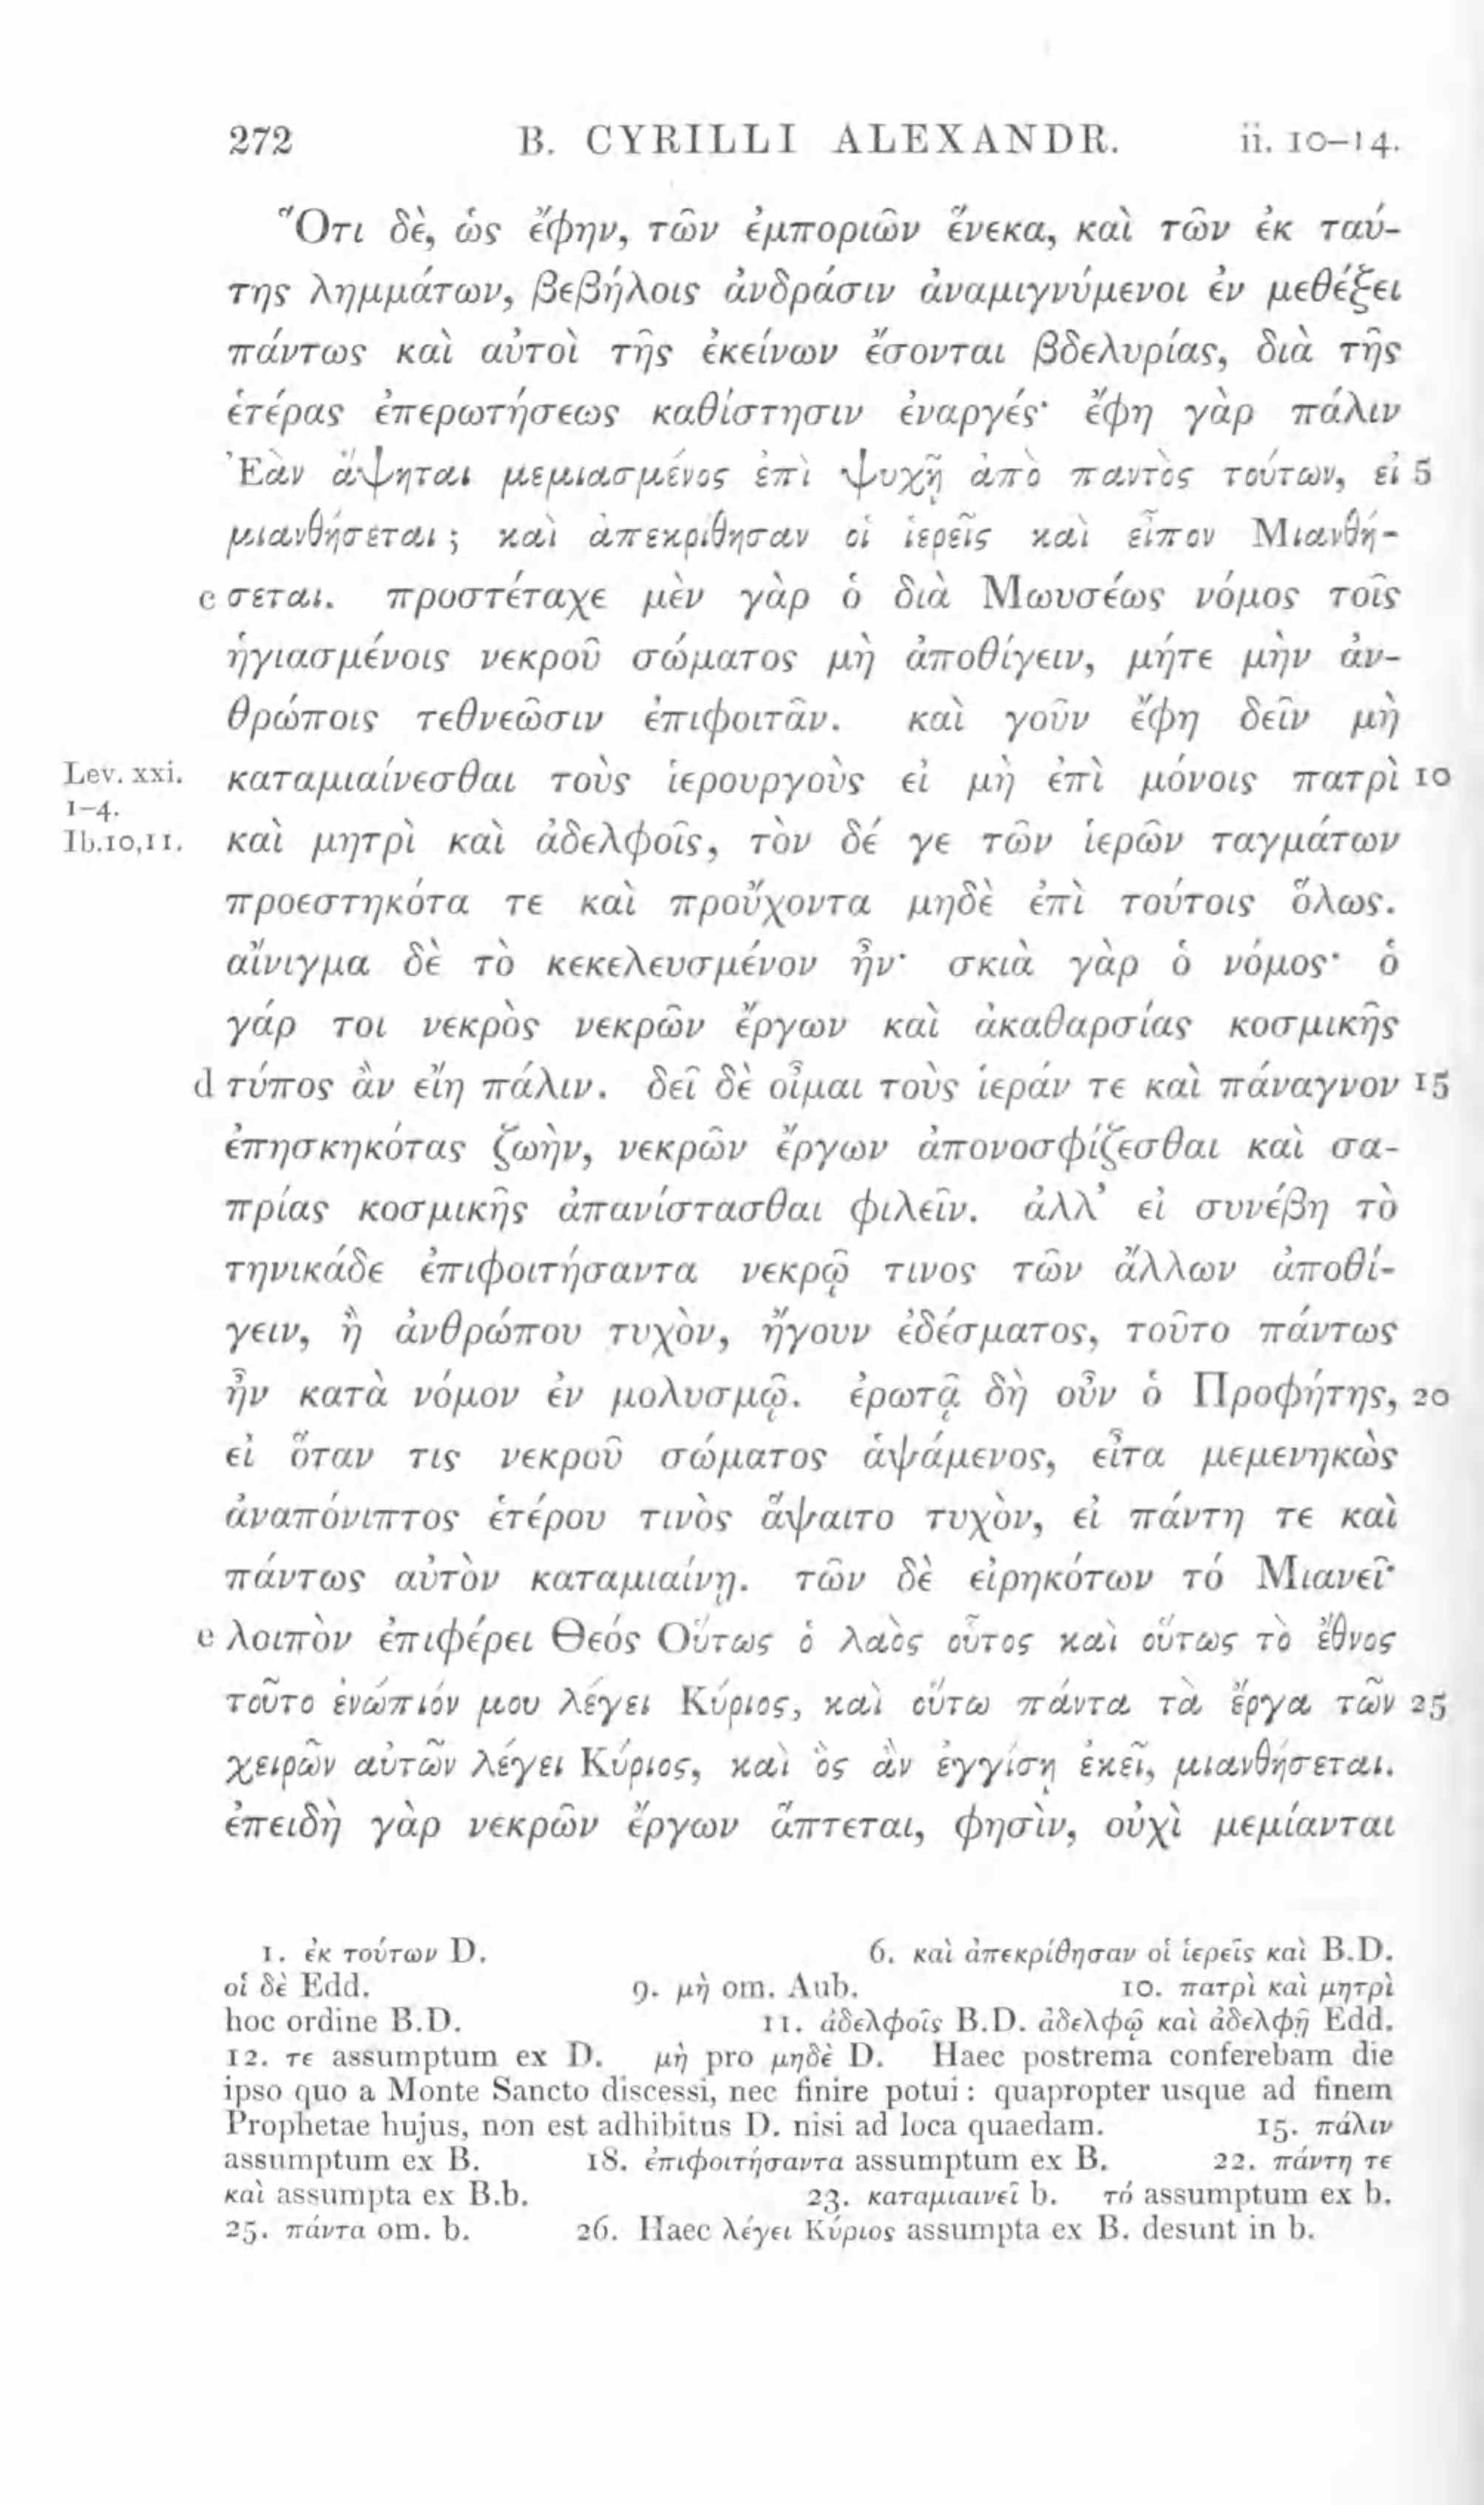 272 B. CYRILLI ALEXANDR. ii. 10–14.
Ὅτι δὲ, ὡς ἔφην, τῶν ἐμποριῶν ἕνεκα, καὶ τῶν ἐκ ταύ-
της λημμάτων, βεβήλοις ἀνδράσιν ἀναμιγνύμενοι ἐν μεθέξει
πάντως καὶ αὐτοὶ τῆς ἐκείνων ἔσονται βδελυρίας, διὰ τῆς
ἑτέρας ἐπερωτήσεως καθίστησιν ἐναργές· ἔφη γὰρ πάλιν
Ἐὰν ἅψηται μεμιασμένος ἐπὶ ψυχῇ ἀπὸ παντὸς τούτων, εἰ 5
μιανθήσεται ; καὶ ἀπεκρίθησαν οἱ ἱερεῖς καὶ εἶπον Μιανθή-
c σεται. προστέταχε μὲν γὰρ ὁ διὰ Μωυσέως νόμος τοῖς
ἡγιασμένοις νεκροῦ σώματος μὴ ἀποθίγειν, μήτε μὴν ἀν-
θρώποις τεθνεῶσιν ἐπιφοιτᾶν. καὶ γοῦν ἔφη δεῖν μὴ
Lev. xxi. καταμιαίνεσθαι τοὺς ἱερουργοὺς εἰ μὴ ἐπὶ μόνοις πατρὶ 10
1–4.
Ib.10,11. καὶ μητρὶ καὶ ἀδελφοῖς, τὸν δέ γε τῶν ἱερῶν ταγμάτων
προεστηκότα τε καὶ προὔχοντα μηδὲ ἐπὶ τούτοις ὅλως.
αἴνιγμα δὲ τὸ κεκελευσμένον ἦν· σκιὰ γὰρ ὁ νόμος· ὁ
γάρ τοι νεκρὸς νεκρῶν ἔργων καὶ ἀκαθαρσίας κοσμικῆς
d τύπος ἂν εἴη πάλιν. δεῖ δὲ οἶμαι τοὺς ἱεράν τε καὶ πάναγνον 15
ἐπησκηκότας ζωὴν, νεκρῶν ἔργων ἀπονοσφίζεσθαι καὶ σα-
πρίας κοσμικῆς ἀπανίστασθαι φιλεῖν. ἀλλ’ εἰ συνέβη τὸ
τηνικάδε ἐπιφοιτήσαντα νεκρῷ τινος τῶν ἄλλων ἀποθί-
γειν, ἢ ἀνθρώπου τυχὸν, ἤγουν ἐδέσματος, τοῦτο πάντως
ἦν κατὰ νόμον ἐν μολυσμῷ. ἐρωτᾷ δὴ οὖν ὁ Προφήτης, 20
εἰ ὅταν τις νεκροῦ σώματος ἁψάμενος, εἶτα μεμενηκὼς
ἀναπόνιπτος ἑτέρου τινὸς ἅψαιτο τυχὸν, εἰ πάντη τε καὶ
πάντως αὐτὸν καταμιαίνῃ. τῶν δὲ εἰρηκότων τό Μιανεῖ·
e λοιπὸν ἐπιφέρει Θεός Οὕτως ὁ λαὸς οὗτος καὶ οὕτως τὸ ἔθνος
τοῦτο ἐνώπιόν μου λέγει Κύριος, καὶ οὕτω πάντα τὰ ἔργα τῶν 25
χειρῶν αὐτῶν λέγει Κύριος, καὶ ὃς ἂν ἐγγίσῃ ἐκεῖ, μιανθήσεται.
ἐπειδὴ γὰρ νεκρῶν ἔργων ἅπτεται, φησὶν, οὐχὶ μεμίανται
1. ἐκ τούτων D. 6. καὶ ἀπεκρίθησαν οἱ ἱερεῖς καὶ B.D.
οἱ δὲ Edd. 9. μὴ om. Aub. 10. πατρὶ καὶ μητρὶ
hoc ordine B.D. 11. ἀδελφοῖς B.D. ἀδελφῷ καὶ ἀδελφῇ Edd.
12. τε assumptum ex D. μὴ pro μηδὲ D. Haec postrema conferebam die
ipso quo a Monte Sancto discessi, nec finire potui : quapropter usque ad finem
Prophetae hujus, non est adhibitus D. nisi ad loca quaedam. 15. πάλιν
assumptum ex B. 18. ἐπιφοιτήσαντα assumptum ex B. 22. πάντη τε
καὶ assumpta ex B.b. 23. καταμιαινεῖ b. τό assumptum ex b.
25. πάντα om. b. 26. Haec λέγει Κύριος assumpta ex B. desunt in b.